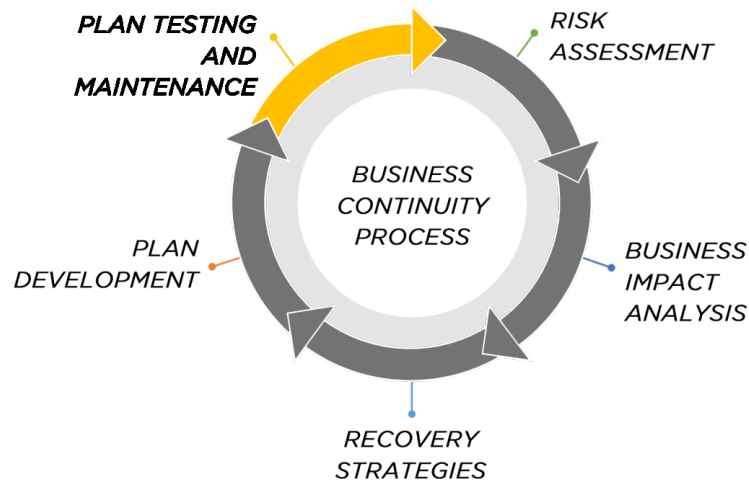 PLAN TESTING
AND
MAINTENANCE
RISK
ASSESSMENT
BUSINESS
CONTINUITY
PROCESS
PLAN
DEVELOPMENT
BUSINESS
IMPACT
ANALYSIS
RECOVERY
STRATEGIES